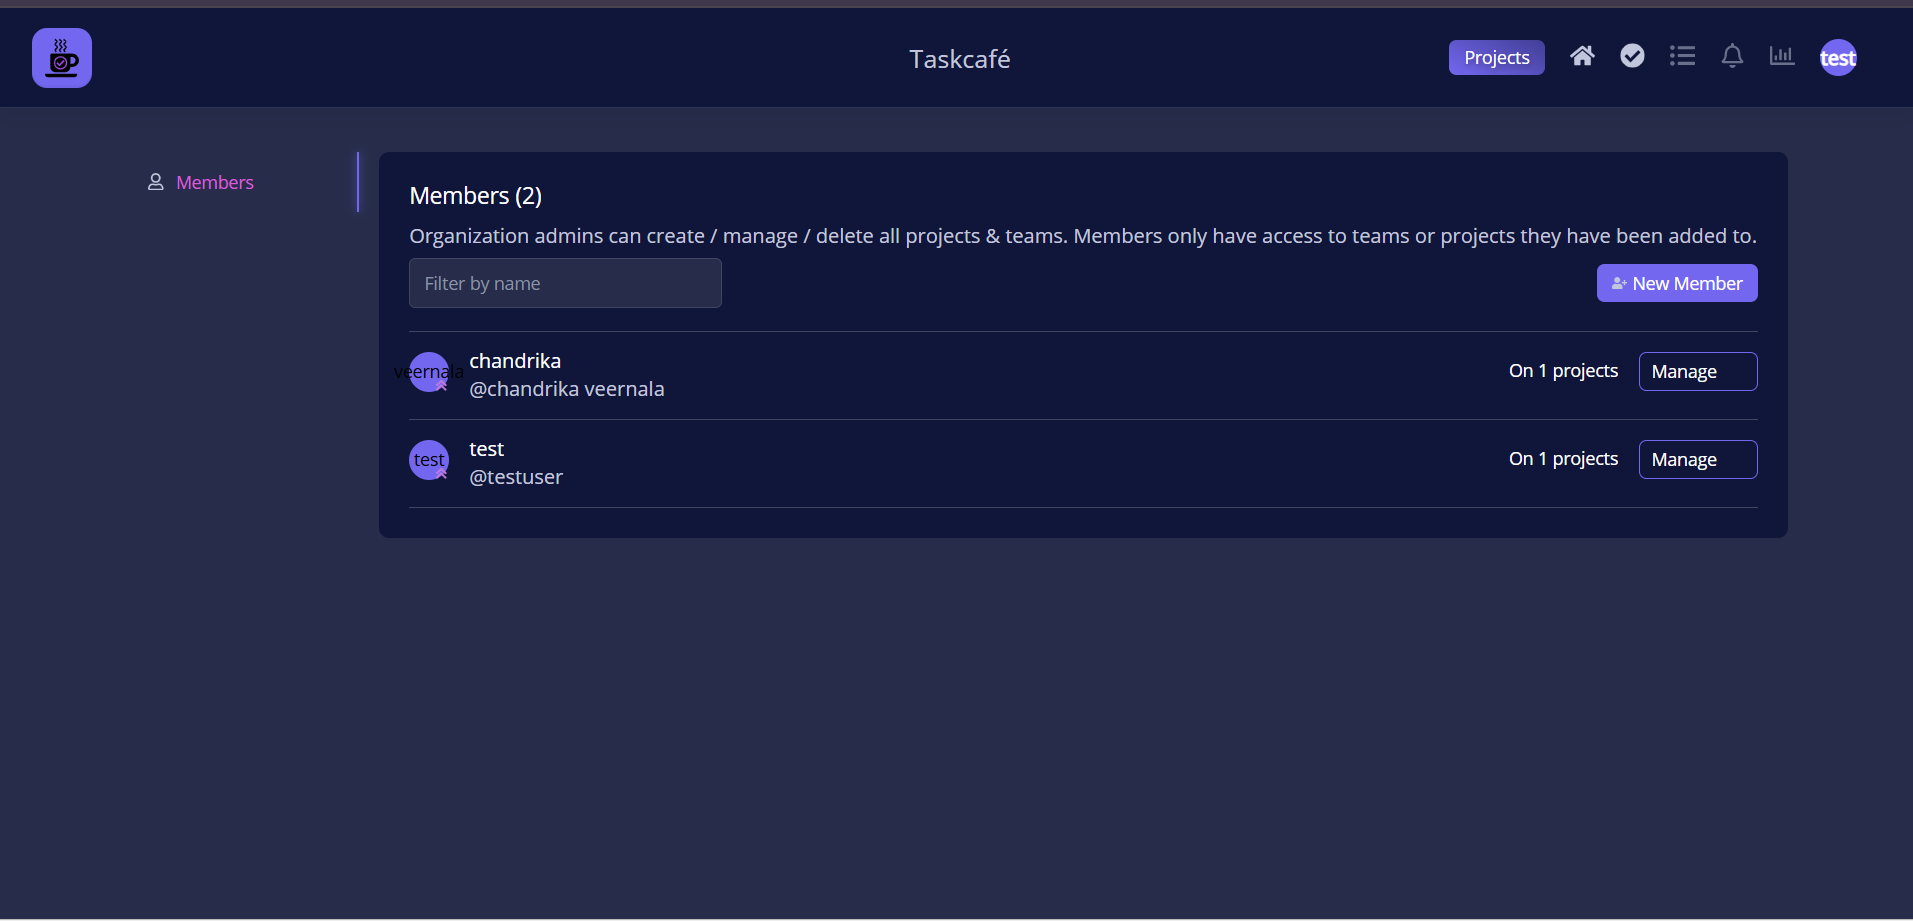 Taskcafé
Projects
test
Members
Members (2)
Organization admins can create / manage / delete all projects & teams. Members only have access to teams or projects they have been added to.
Filter by name
New Member
veernala
chandrika
@chandrika veernala
On 1 projects
Manage
test
test
@testuser
On 1 projects
Manage